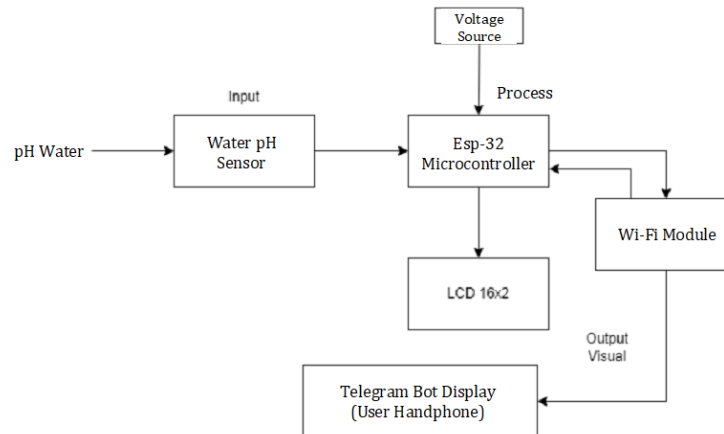 Voltage
Source
Input
Process
pH Water
Water pH
Sensor
Esp-32
Microcontroller
Wi-Fi Module
LCD 16x2
Output
Visual
Telegram Bot Display
(User Handphone)